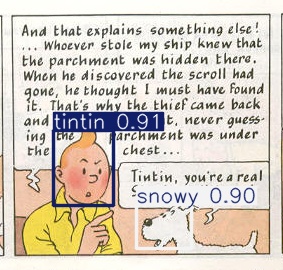 And that explains something else!
... Whoever stole my ship knew that
the parchment was hidden there.
When he discovered the scroll had
gone, he thought I must have found
it. That's why the thief came back
and tintin 0.91 t, never guess-
ing the parchment was under
the chest...
Tintin, you're a real
snowy 0.90